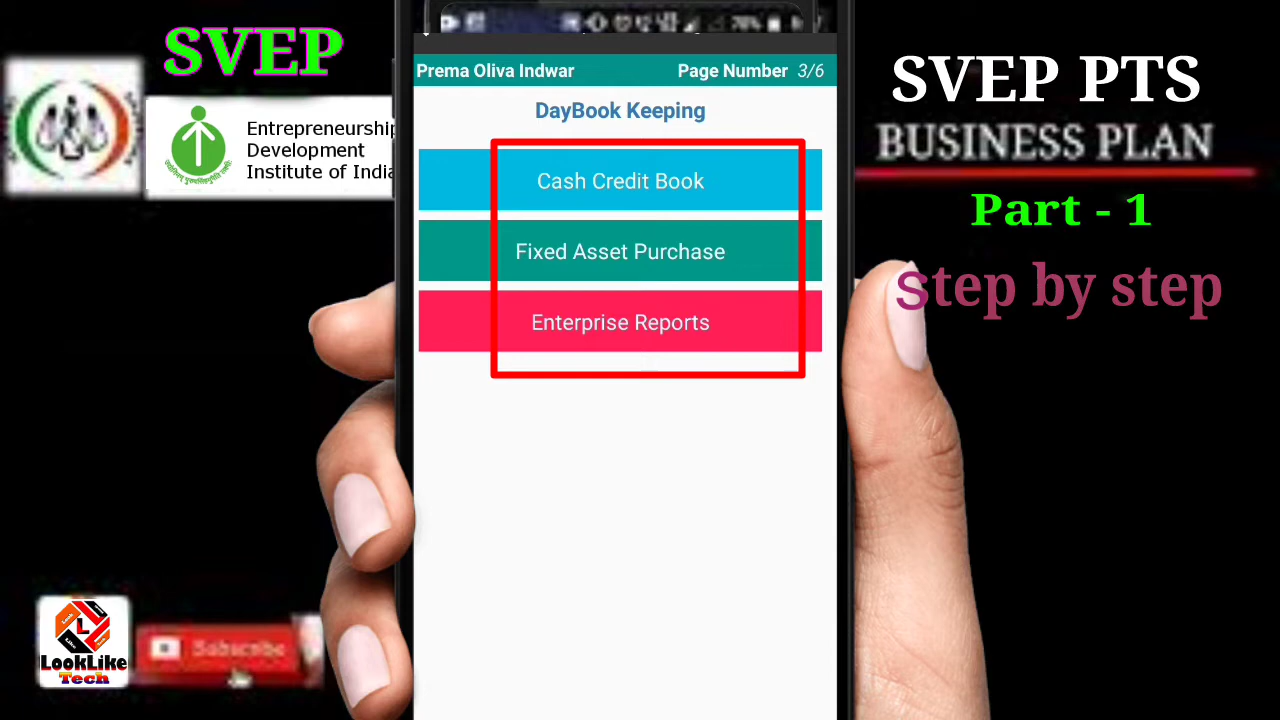 SVEP
Entrepreneurship
Development
Institute of India
Prema Oliva Indwar
Page Number 3/6
DayBook Keeping
Cash Credit Book
Fixed Asset Purchase
Enterprise Reports
SVEP PTS
BUSINESS PLAN
Part - 1
Step by step
LookLike
Tech
Subscribe